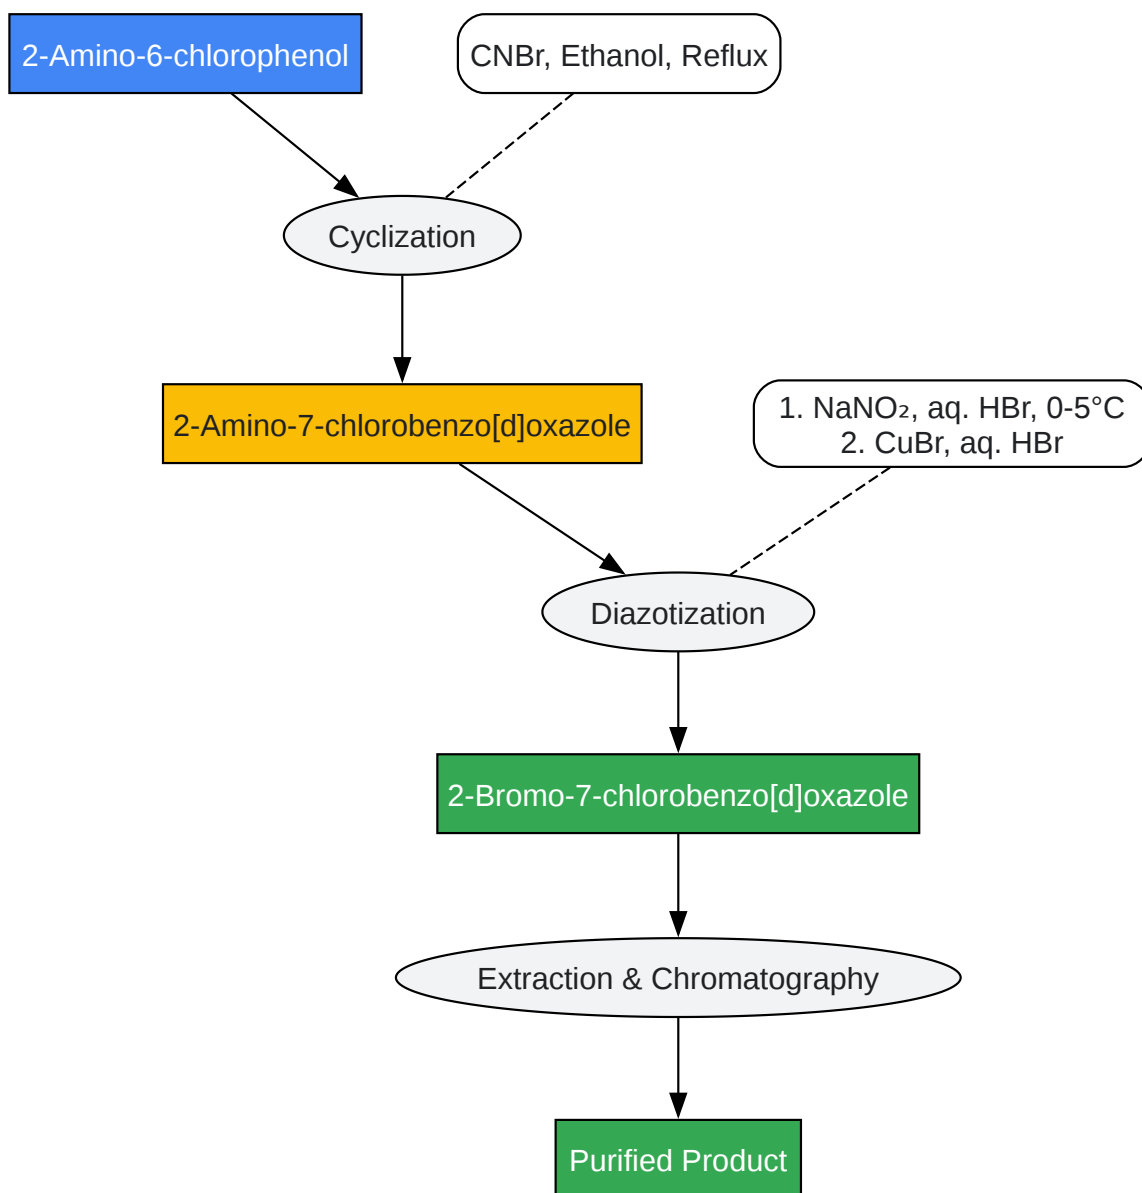 2-Amino-6-chlorophenol
CNBr, Ethanol, Reflux
Cyclization
2-Amino-7-chlorobenzo[d]oxazole
1. NaNO₂, aq. HBr, 0-5°C
2. CuBr, aq. HBr
Diazotization
2-Bromo-7-chlorobenzo[d]oxazole
Extraction & Chromatography
Purified Product